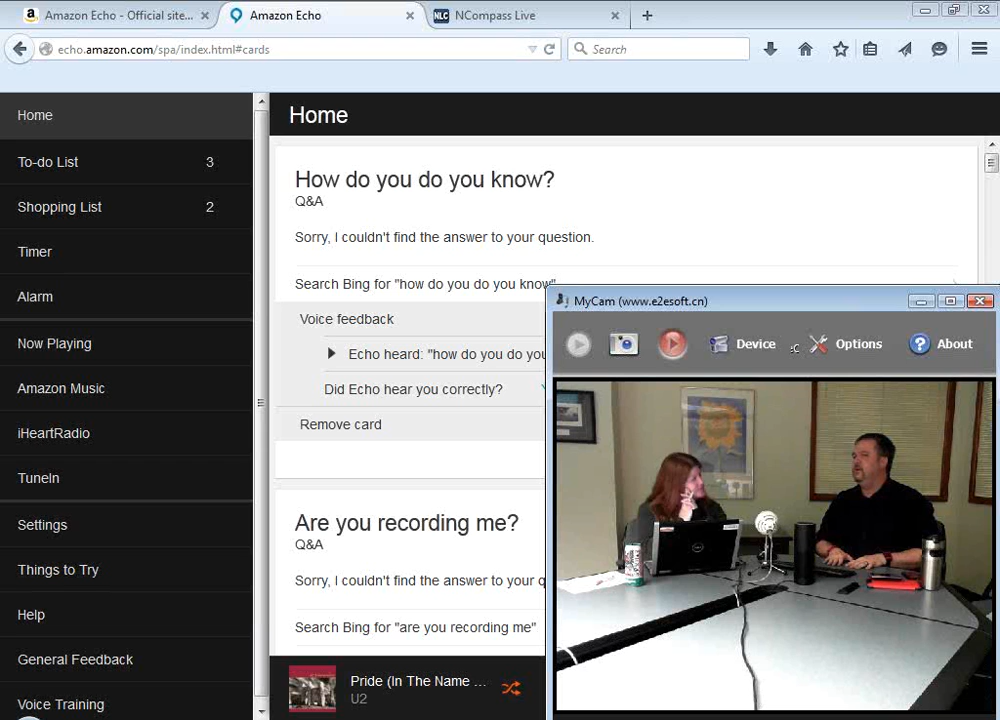 Amazon Echo - Official site...
Amazon Echo
NLC NCompass Live
echo.amazon.com/spa/index.html#cards
Search
Home
To-do List 3
Shopping List 2
Timer
Alarm
Now Playing
Amazon Music
iHeartRadio
TuneIn
Settings
Things to Try
Help
General Feedback
Voice Training
Home
How do you do you know?
Q&A
Sorry, I couldn't find the answer to your question.
Search Bing for "how do you do you know"
Voice feedback
Echo heard: "how do you do you
Did Echo hear you correctly?
Remove card
Are you recording me?
Q&A
Sorry, I couldn't find the answer to your q
Search Bing for "are you recording me"
Pride (In The Name ...
U2
MyCam (www.e2esoft.cn)
Device :C Options About